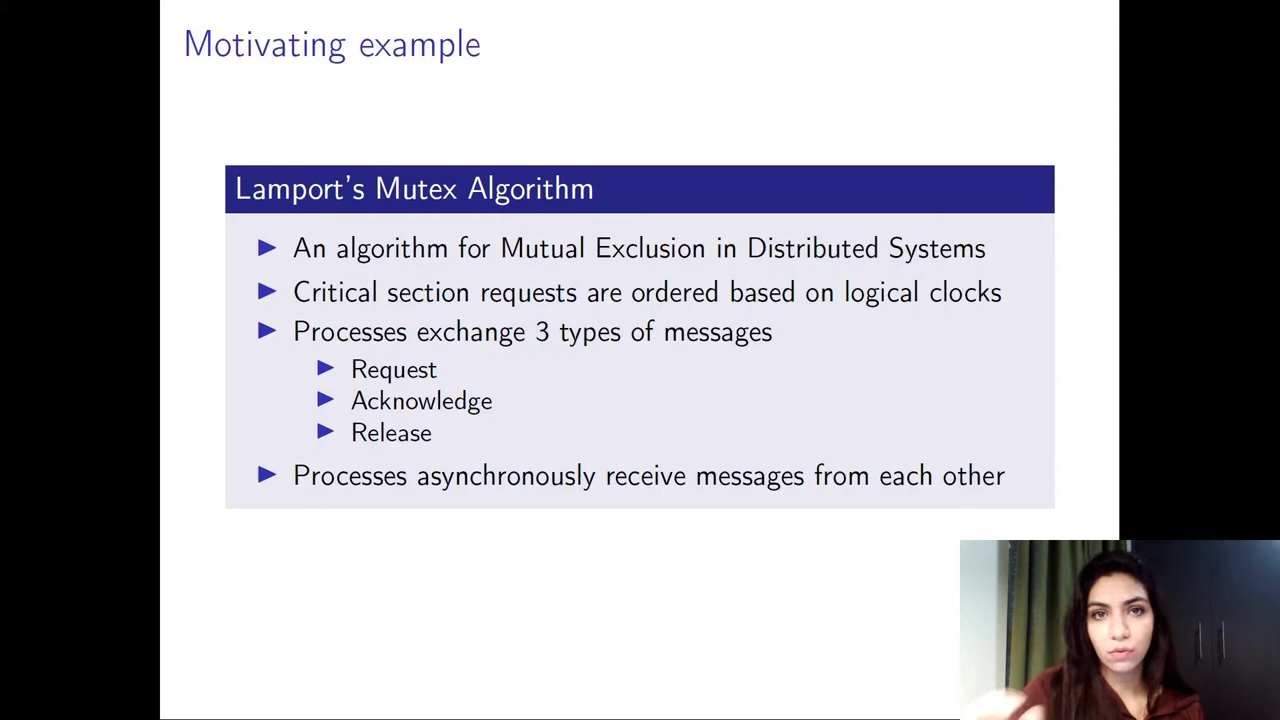 Motivating example
Lamport's Mutex Algorithm
▶ An algorithm for Mutual Exclusion in Distributed Systems
▶ Critical section requests are ordered based on logical clocks
▶ Processes exchange 3 types of messages
▶ Request
▶ Acknowledge
▶ Release
▶ Processes asynchronously receive messages from each other